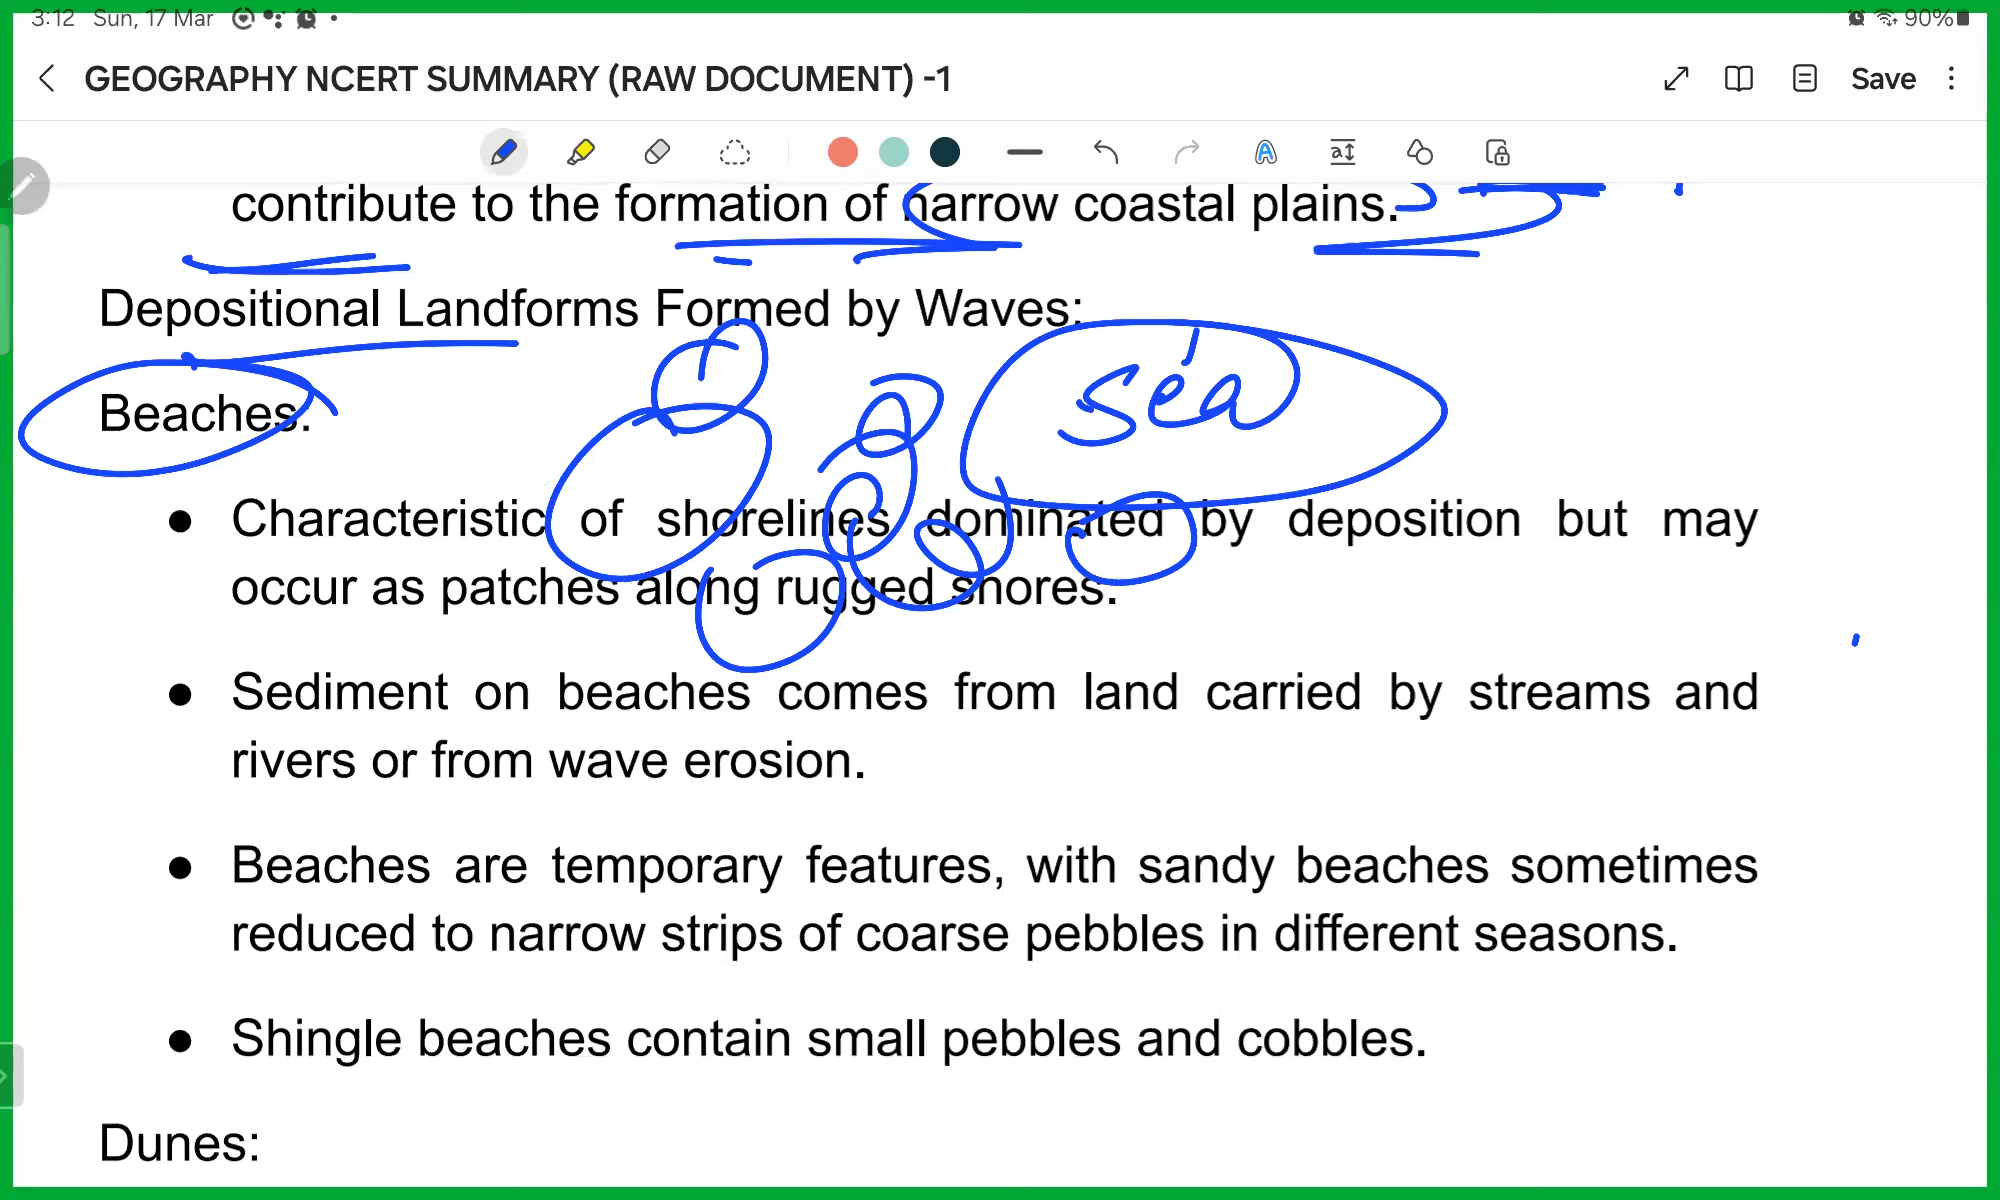 3:12 Sun, 17 Mar 90%
GEOGRAPHY NCERT SUMMARY (RAW DOCUMENT) -1 Save
A a
contribute to the formation of narrow coastal plains.
Depositional Landforms Formed by Waves:
sea
Beaches:
● Characteristic of shorelines dominated by deposition but may
occur as patches along rugged shores.
● Sediment on beaches comes from land carried by streams and
rivers or from wave erosion.
● Beaches are temporary features, with sandy beaches sometimes
reduced to narrow strips of coarse pebbles in different seasons.
● Shingle beaches contain small pebbles and cobbles.
Dunes: